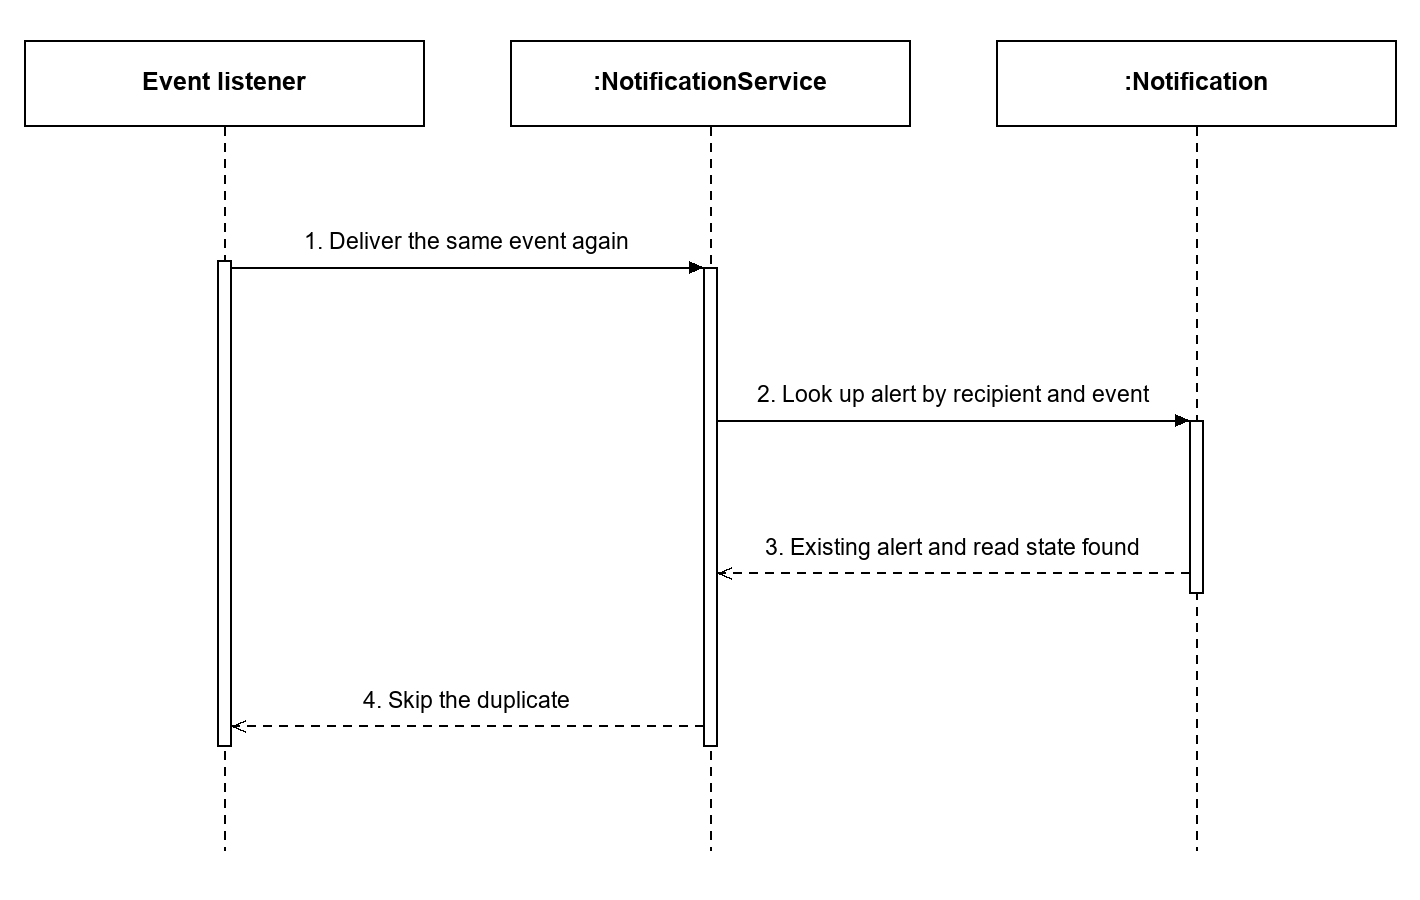 Event listener
:NotificationService
:Notification
1. Deliver the same event again
2. Look up alert by recipient and event
3. Existing alert and read state found
4. Skip the duplicate